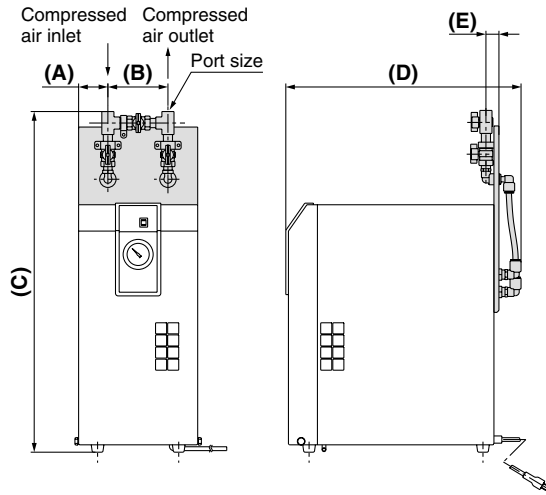 Compressed
air inlet
Compressed
air outlet
Port size
(A)
(B)
(C)
(D)
(E)